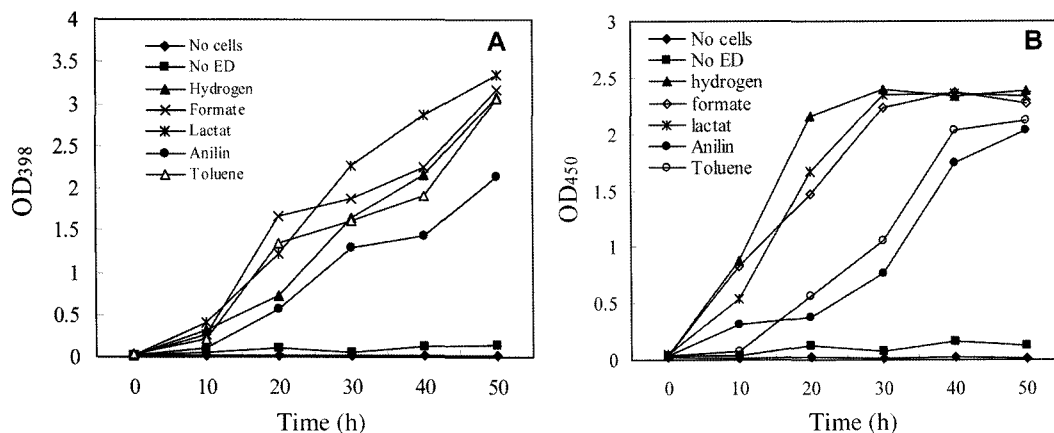 A
4
3.5
3
2.5
2
1.5
1
0.5
0
OD398
No cells
No ED
Hydrogen
Formate
Lactat
Anilin
Toluene
0 10 20 30 40 50
Time (h)
B
3
2.5
2
1.5
1
0.5
0
OD450
No cells
No ED
hydrogen
formate
lactat
Anilin
Toluene
0 10 20 30 40 50
Time (h)